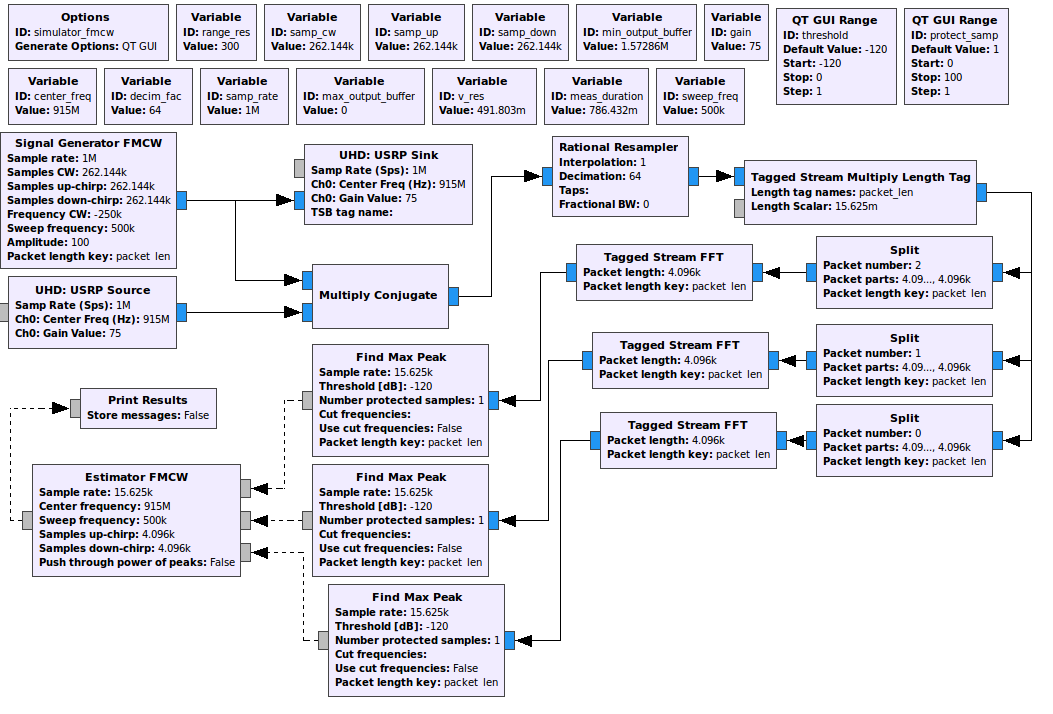 Options
ID: simulator_fmcw
Generate Options: QT GUI
Variable
ID: range_res
Value: 300
Variable
ID: samp_cw
Value: 262.144k
Variable
ID: samp_up
Value: 262.144k
Variable
ID: samp_down
Value: 262.144k
Variable
ID: min_output_buffer
Value: 1.57286M
Variable
ID: gain
Value: 75
QT GUI Range
ID: threshold
Default Value: -120
Start: -120
Stop: 0
Step: 1
QT GUI Range
ID: protect_samp
Default Value: 1
Start: 0
Stop: 100
Step: 1
Variable
ID: center_freq
Value: 915M
Variable
ID: decim_fac
Value: 64
Variable
ID: samp_rate
Value: 1M
Variable
ID: max_output_buffer
Value: 0
Variable
ID: v_res
Value: 491.803m
Variable
ID: meas_duration
Value: 786.432m
Variable
ID: sweep_freq
Value: 500k
Signal Generator FMCW
Sample rate: 1M
Samples CW: 262.144k
Samples up-chirp: 262.144k
Samples down-chirp: 262.144k
Frequency CW: -250k
Sweep frequency: 500k
Amplitude: 100
Packet length key: packet_len
UHD: USRP Sink
Samp Rate (Sps): 1M
Ch0: Center Freq (Hz): 915M
Ch0: Gain Value: 75
TSB tag name:
Rational Resampler
Interpolation: 1
Decimation: 64
Taps:
Fractional BW: 0
Tagged Stream Multiply Length Tag
Length tag names: packet_len
Length Scalar: 15.625m
UHD: USRP Source
Samp Rate (Sps): 1M
Ch0: Center Freq (Hz): 915M
Ch0: Gain Value: 75
Multiply Conjugate
Tagged Stream FFT
Packet length: 4.096k
Packet length key: packet_len
Split
Packet number: 2
Packet parts: 4.09..., 4.096k
Packet length key: packet_len
Tagged Stream FFT
Packet length: 4.096k
Packet length key: packet_len
Split
Packet number: 1
Packet parts: 4.09..., 4.096k
Packet length key: packet_len
Tagged Stream FFT
Packet length: 4.096k
Packet length key: packet_len
Split
Packet number: 0
Packet parts: 4.09..., 4.096k
Packet length key: packet_len
Find Max Peak
Sample rate: 15.625k
Threshold [dB]: -120
Number protected samples: 1
Cut frequencies:
Use cut frequencies: False
Packet length key: packet_len
Print Results
Store messages: False
Estimator FMCW
Sample rate: 15.625k
Center frequency: 915M
Sweep frequency: 500k
Samples up-chirp: 4.096k
Samples down-chirp: 4.096k
Push through power of peaks: False
Find Max Peak
Sample rate: 15.625k
Threshold [dB]: -120
Number protected samples: 1
Cut frequencies:
Use cut frequencies: False
Packet length key: packet_len
Find Max Peak
Sample rate: 15.625k
Threshold [dB]: -120
Number protected samples: 1
Cut frequencies:
Use cut frequencies: False
Packet length key: packet_len